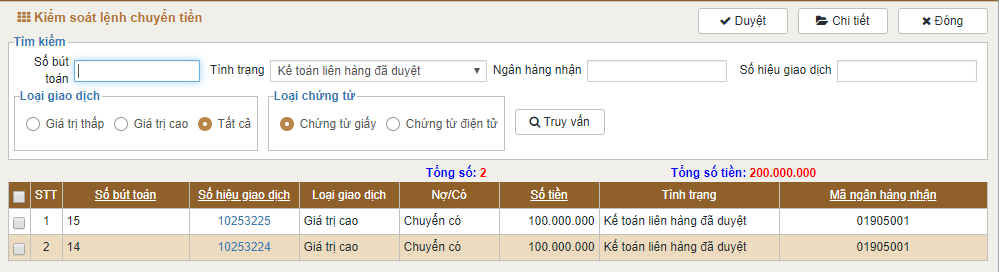 Kiểm soát lệnh chuyển tiền
Duyệt Chi tiết Đóng
Tìm kiếm
Số bút toán Tình trạng Kế toán liên hàng đã duyệt Ngân hàng nhận Số hiệu giao dịch
Loại giao dịch Loại chứng từ
Giá trị thấp Giá trị cao Tất cả Chứng từ giấy Chứng từ điện tử Truy vấn
Tổng số: 2 Tổng số tiền: 200.000.000
STT Số bút toán Số hiệu giao dịch Loại giao dịch Nợ/Có Số tiền Tình trạng Mã ngân hàng nhận
1 15 10253225 Giá trị cao Chuyển có 100.000.000 Kế toán liên hàng đã duyệt 01905001
2 14 10253224 Giá trị cao Chuyển có 100.000.000 Kế toán liên hàng đã duyệt 01905001